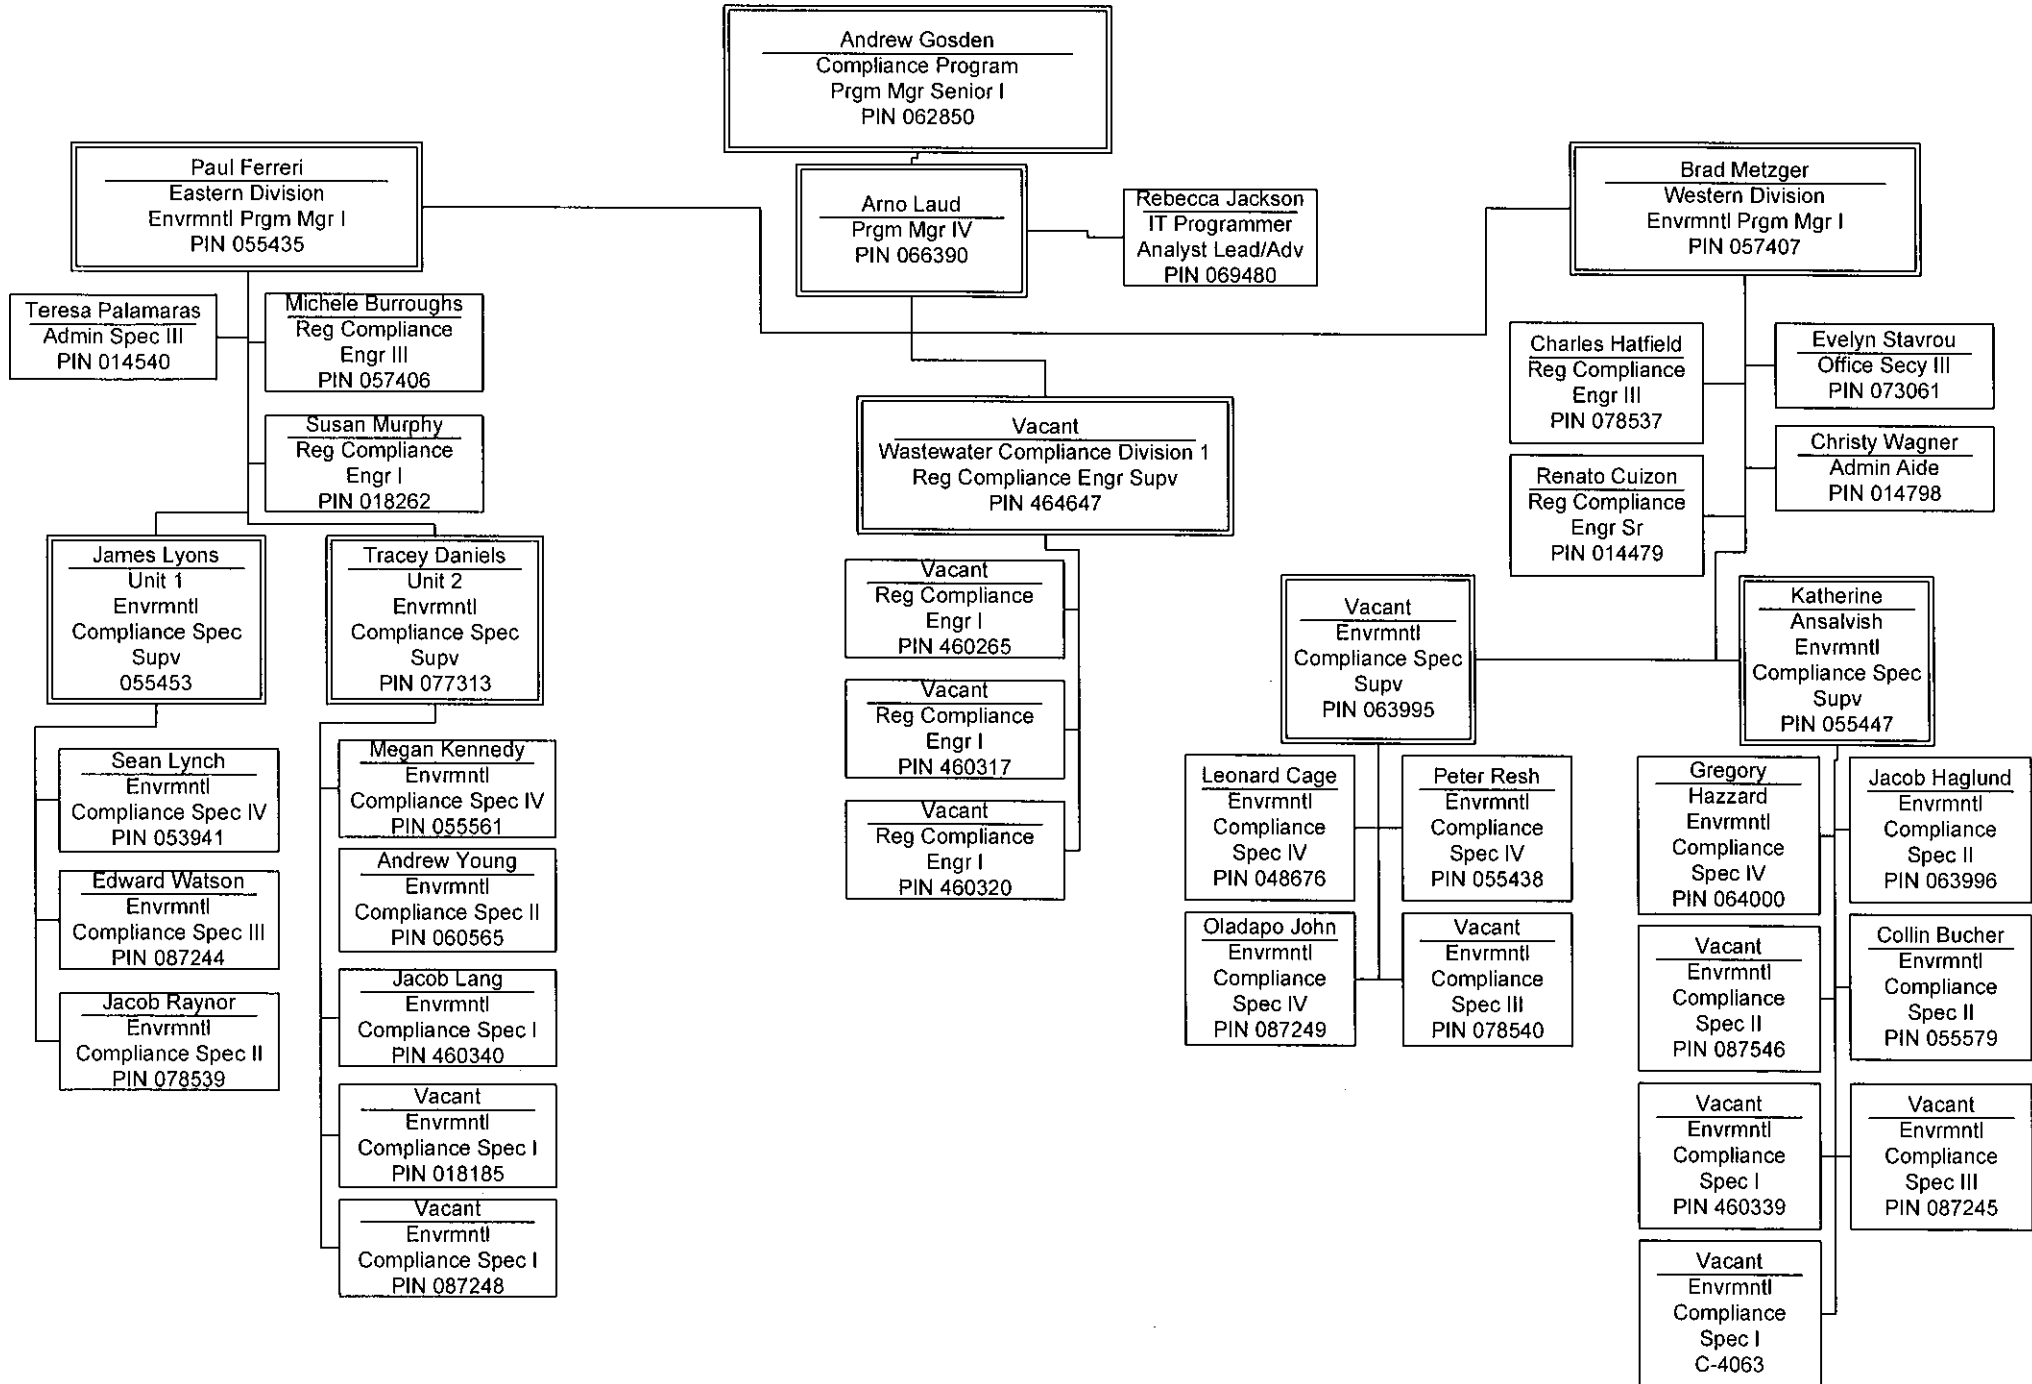 Andrew Gosden
Compliance Program
Prgm Mgr Senior I
PIN 062850
Paul Ferreri
Eastern Division
Envrmntl Prgm Mgr I
PIN 055435
Arno Laud
Prgm Mgr IV
PIN 066390
Rebecca Jackson
IT Programmer
Analyst Lead/Adv
PIN 069480
Brad Metzger
Western Division
Envrmntl Prgm Mgr I
PIN 057407
Teresa Palamaras
Admin Spec III
PIN 014540
Michele Burroughs
Reg Compliance
Engr III
PIN 057406
Susan Murphy
Reg Compliance
Engr I
PIN 018262
James Lyons
Unit 1
Envrmntl
Compliance Spec
Supv
055453
Tracey Daniels
Unit 2
Envrmntl
Compliance Spec
Supv
PIN 077313
Sean Lynch
Envrmntl
Compliance Spec IV
PIN 053941
Edward Watson
Envrmntl
Compliance Spec III
PIN 087244
Jacob Raynor
Envrmntl
Compliance Spec II
PIN 078539
Megan Kennedy
Envrmntl
Compliance Spec IV
PIN 055561
Andrew Young
Envrmntl
Compliance Spec II
PIN 060565
Jacob Lang
Envrmntl
Compliance Spec I
PIN 460340
Vacant
Envrmntl
Compliance Spec I
PIN 018185
Vacant
Envrmntl
Compliance Spec I
PIN 087248
Vacant
Wastewater Compliance Division 1
Reg Compliance Engr Supv
PIN 464647
Vacant
Reg Compliance
Engr I
PIN 460265
Vacant
Reg Compliance
Engr I
PIN 460317
Vacant
Reg Compliance
Engr I
PIN 460320
Charles Hatfield
Reg Compliance
Engr III
PIN 078537
Evelyn Stavrou
Office Secy III
PIN 073061
Renato Cuizon
Reg Compliance
Engr Sr
PIN 014479
Christy Wagner
Admin Aide
PIN 014798
Vacant
Envrmntl
Compliance Spec
Supv
PIN 063995
Katherine
Ansalvish
Envrmntl
Compliance Spec
Supv
PIN 055447
Leonard Cage
Envrmntl
Compliance
Spec IV
PIN 048676
Peter Resh
Envrmntl
Compliance
Spec IV
PIN 055438
Oladapo John
Envrmntl
Compliance
Spec IV
PIN 087249
Vacant
Envrmntl
Compliance
Spec III
PIN 078540
Gregory
Hazzard
Envrmntl
Compliance
Spec IV
PIN 064000
Jacob Haglund
Envrmntl
Compliance
Spec II
PIN 063996
Vacant
Envrmntl
Compliance
Spec II
PIN 087546
Collin Bucher
Envrmntl
Compliance
Spec II
PIN 055579
Vacant
Envrmntl
Compliance
Spec I
PIN 460339
Vacant
Envrmntl
Compliance
Spec III
PIN 087245
Vacant
Envrmntl
Compliance
Spec I
C-4063